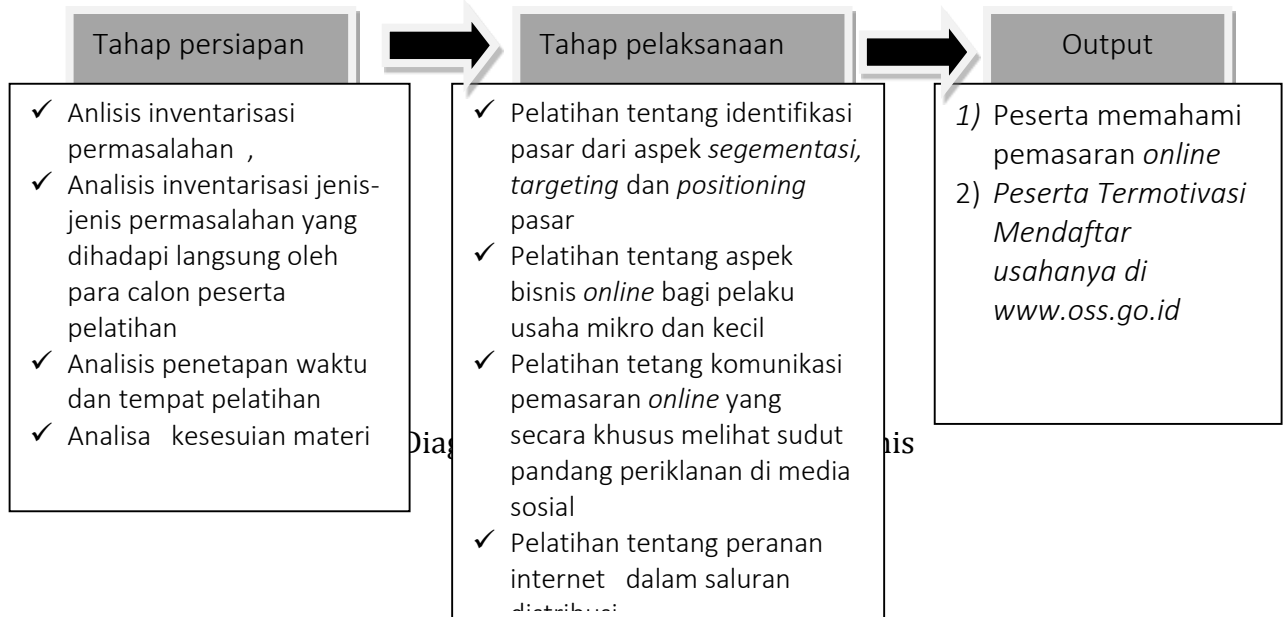 Tahap persiapan
Anlisis inventarisasi
permasalahan ,
Analisis inventarisasi jenis-
jenis permasalahan yang
dihadapi langsung oleh
para calon peserta
pelatihan
Analisis penetapan waktu
dan tempat pelatihan
Analisa kesesuian materi
Tahap pelaksanaan
Pelatihan tentang identifikasi
pasar dari aspek segementasi,
targeting dan positioning
pasar
Pelatihan tentang aspek
bisnis online bagi pelaku
usaha mikro dan kecil
Pelatihan tetang komunikasi
pemasaran online yang
secara khusus melihat sudut
pandang periklanan di media
sosial
Pelatihan tentang peranan
internet dalam saluran
Output
1) Peserta memahami
pemasaran online
2) Peserta Termotivasi
Mendaftar
usahanya di
www.oss.go.id